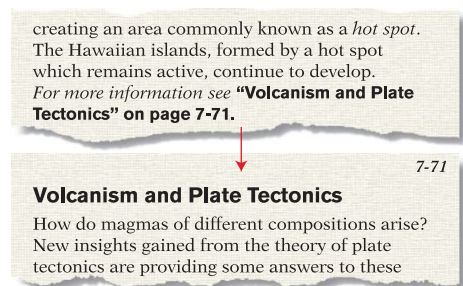 creating an area commonly known as a hot spot.
The Hawaiian islands, formed by a hot spot
which remains active, continue to develop.
For more information see “Volcanism and Plate
Tectonics” on page 7-71.
7-71
Volcanism and Plate Tectonics
How do magmas of different compositions arise?
New insights gained from the theory of plate
tectonics are providing some answers to these